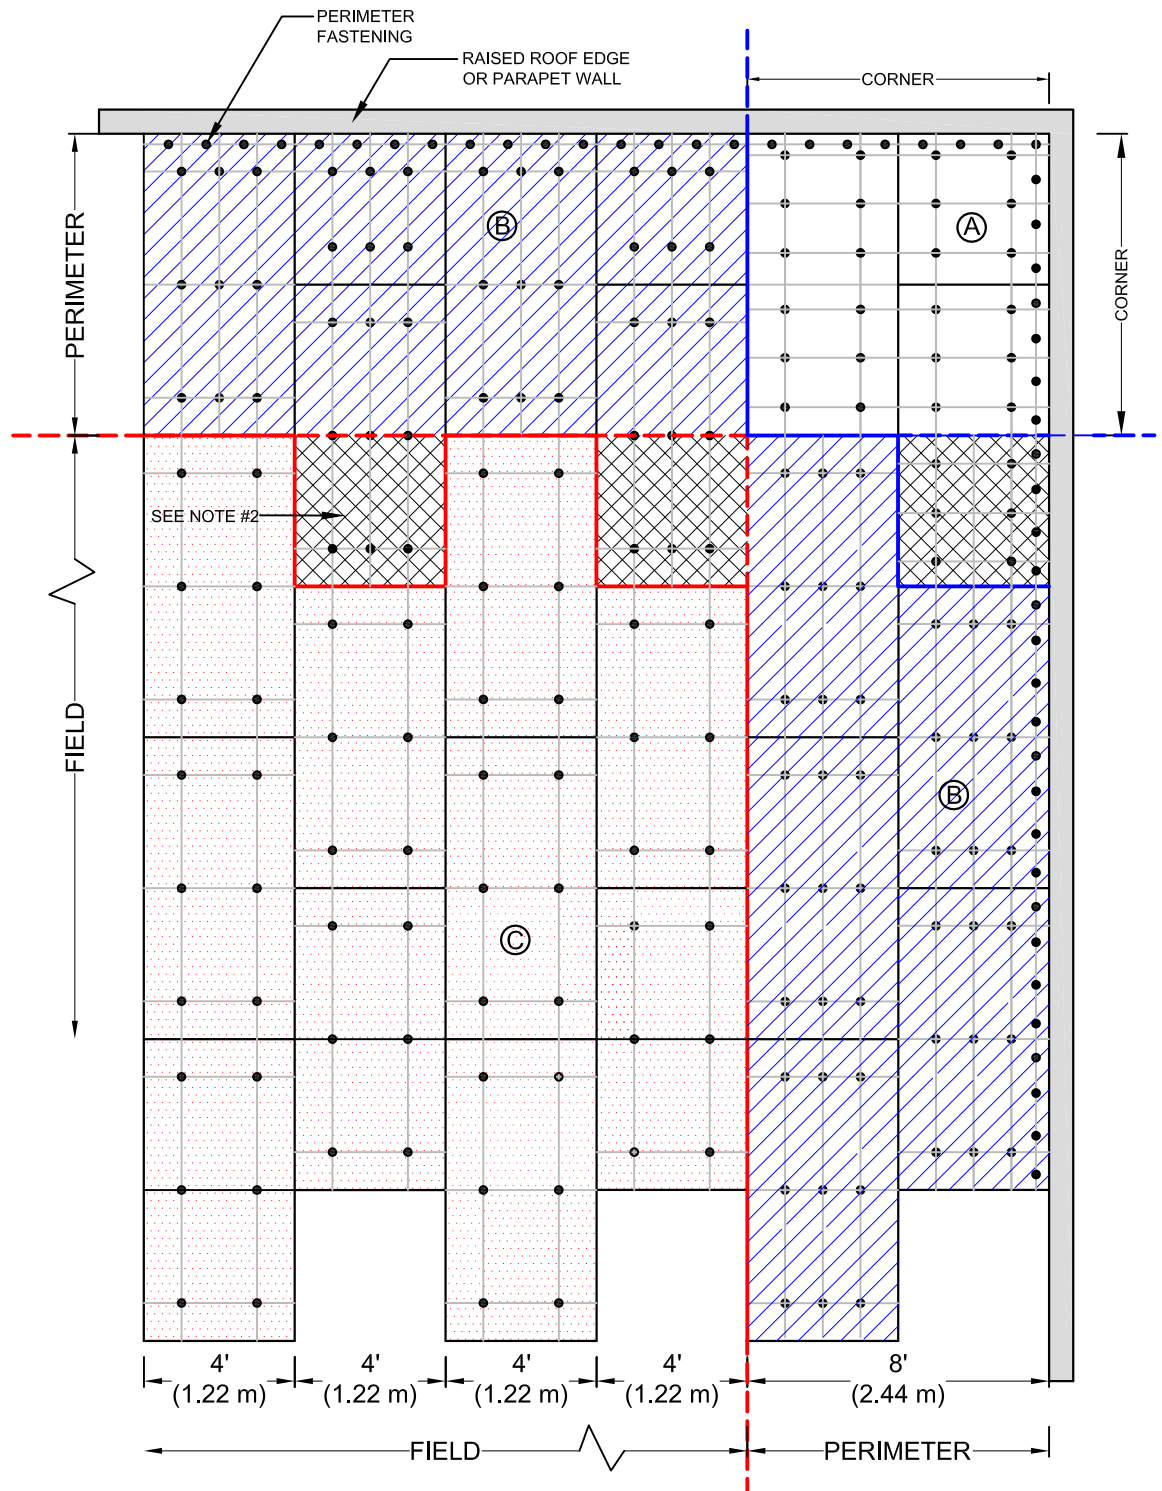 PERIMETER
FASTENING
RAISED ROOF EDGE
OR PARAPET WALL
CORNER
PERIMETER
B
A
CORNER
SEE NOTE #2
FIELD
B
C
4'
(1.22 m)
4'
(1.22 m)
4'
(1.22 m)
4'
(1.22 m)
8'
(2.44 m)
FIELD
PERIMETER